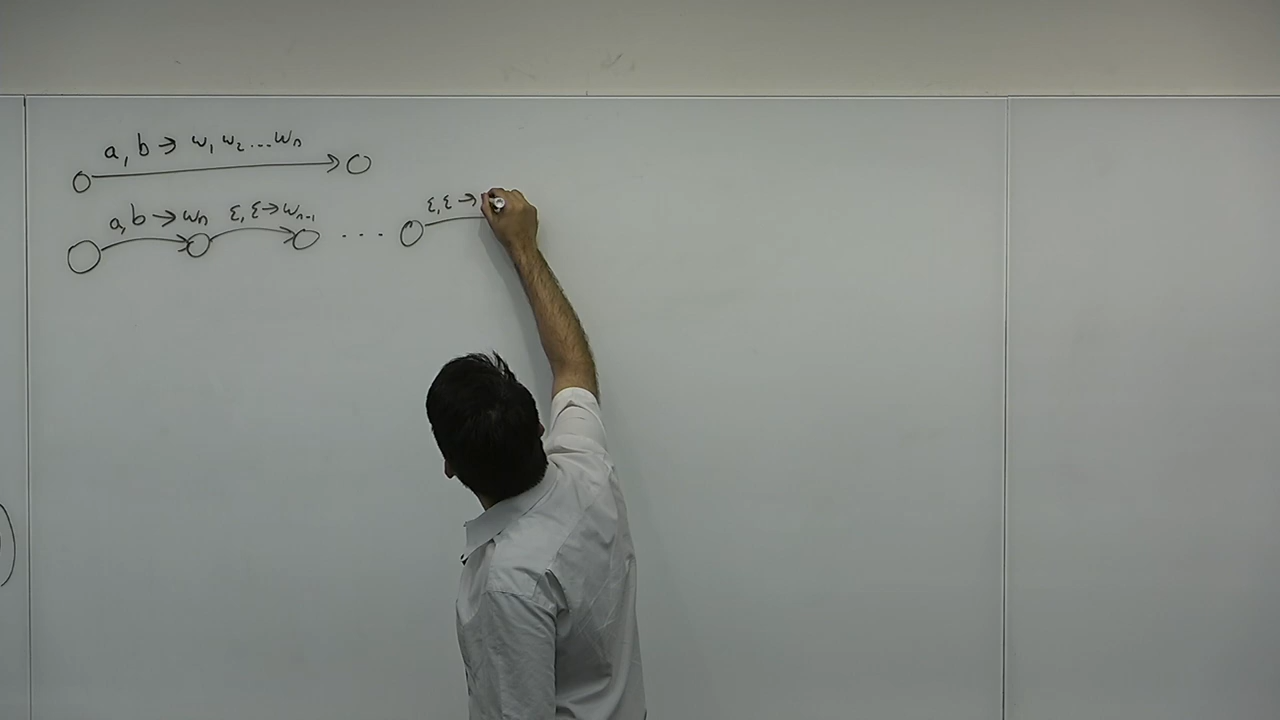 a, b → w₁ w₂ ... wₙ
a, b → wₙ ε, ε → wₙ₋₁ .... ε, ε →